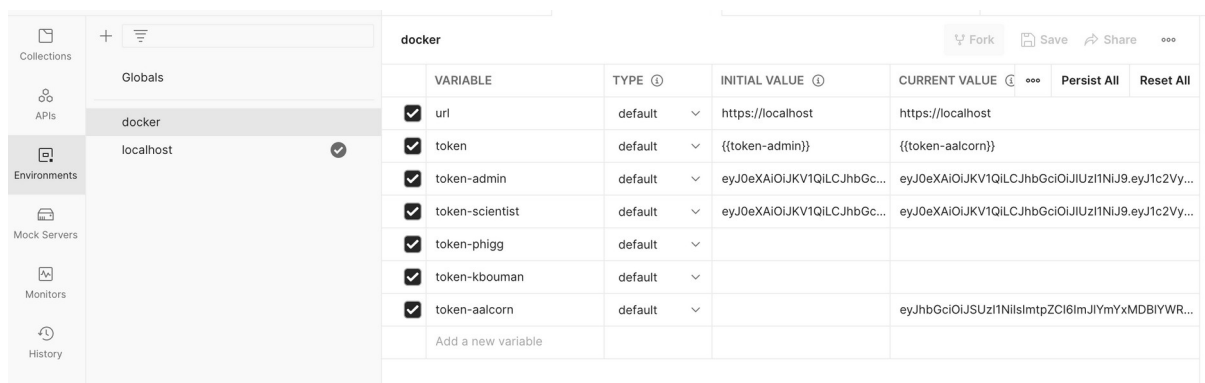 Collections
APIs
Environments
Mock Servers
Monitors
History
Globals
docker
localhost
docker
Fork
Save
Share
VARIABLE TYPE INITIAL VALUE CURRENT VALUE Persist All Reset All
url default https://localhost https://localhost
token default {{token-admin}} {{token-aalcorn}}
token-admin default eyJ0eXAiOiJKV1QiLCJhbGc... eyJ0eXAiOiJKV1QiLCJhbGciOiJIUzI1NiJ9.eyJ1c2Vy...
token-scientist default eyJ0eXAiOiJKV1QiLCJhbGc... eyJ0eXAiOiJKV1QiLCJhbGciOiJIUzI1NiJ9.eyJ1c2Vy...
token-phigg default
token-kbouman default
token-aalcorn default eyJhbGciOiJSUzI1NiIsImtpZCI6ImJlYmYxMDBlYWR...
Add a new variable